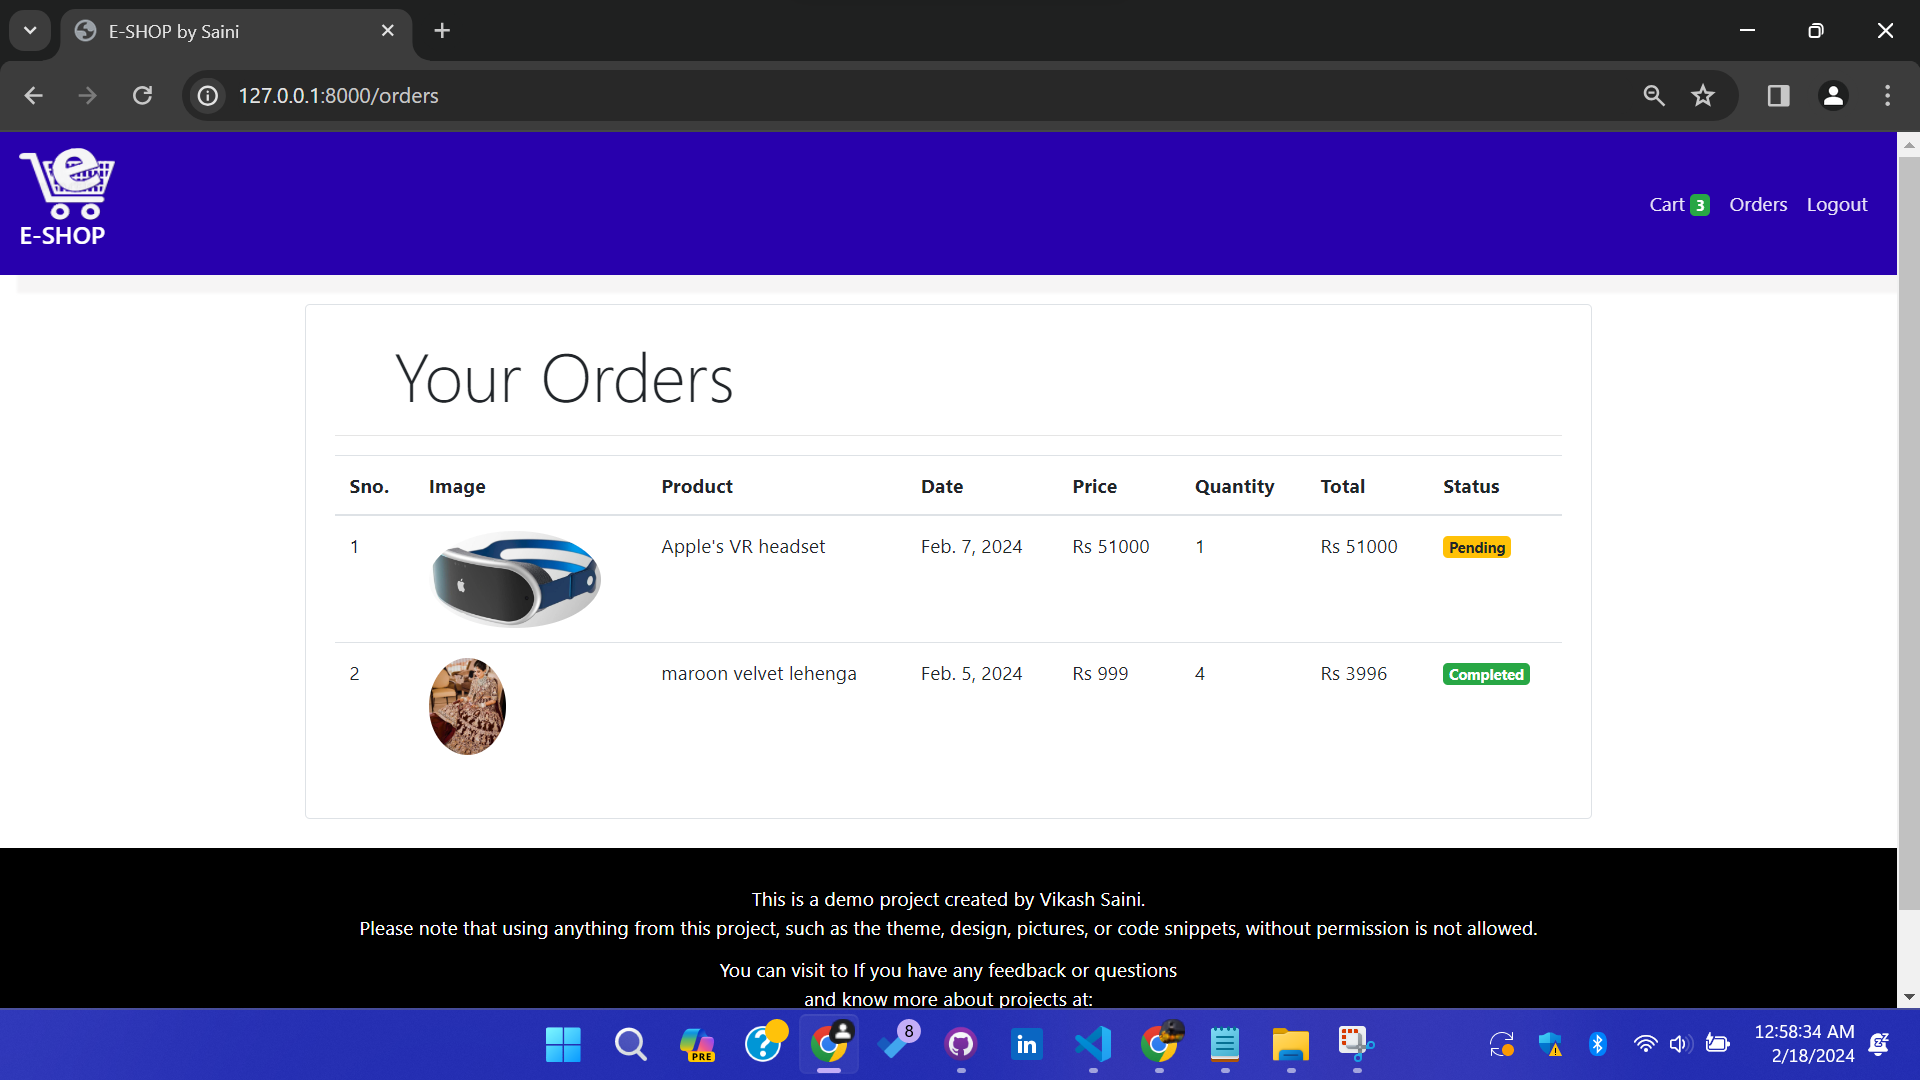 E-SHOP by Saini
127.0.0.1:8000/orders
E-SHOP
Cart 3 Orders Logout
Your Orders
Sno. Image Product Date Price Quantity Total Status
1 Apple's VR headset Feb. 7, 2024 Rs 51000 1 Rs 51000 Pending
2 maroon velvet lehenga Feb. 5, 2024 Rs 999 4 Rs 3996 Completed
This is a demo project created by Vikash Saini.
Please note that using anything from this project, such as the theme, design, pictures, or code snippets, without permission is not allowed.
You can visit to If you have any feedback or questions
and know more about projects at:
PRE
8
in
12:58:34 AM
2/18/2024